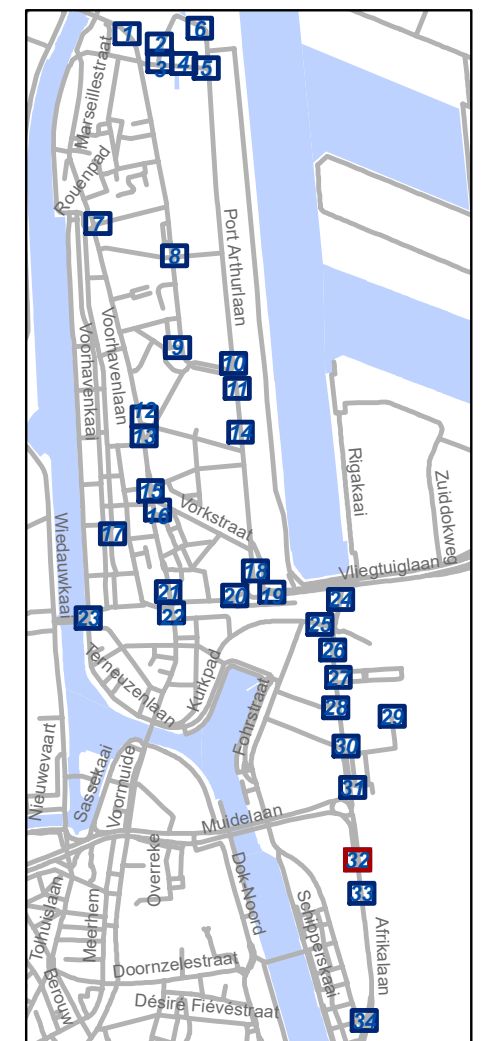 1
6
2
3
4
5
Marseillestraat
Rouenpad
7
Port Arthurlaan
8
Voorhavenlaan
Voorhavenkaai
9
10
11
12
13
14
Rigakaai
Zuiddokweg
15
16
Vorkstraat
17
Wiedauwkaai
18
Vliegtuiglaan
19
20
21
22
23
24
25
26
27
28
29
30
31
Terneuzenlaan
Kurkpad
Fohrstraat
Nieuwevaart
Sassekaai
Voormuide
Muidelaan
32
33
Overreke
Dok-Noord
Tolhuislaan
Meerhem
Schipperskaai
Afrikalaan
Doornzelestraat
Berouw
Désiré Fiévéstraat
34